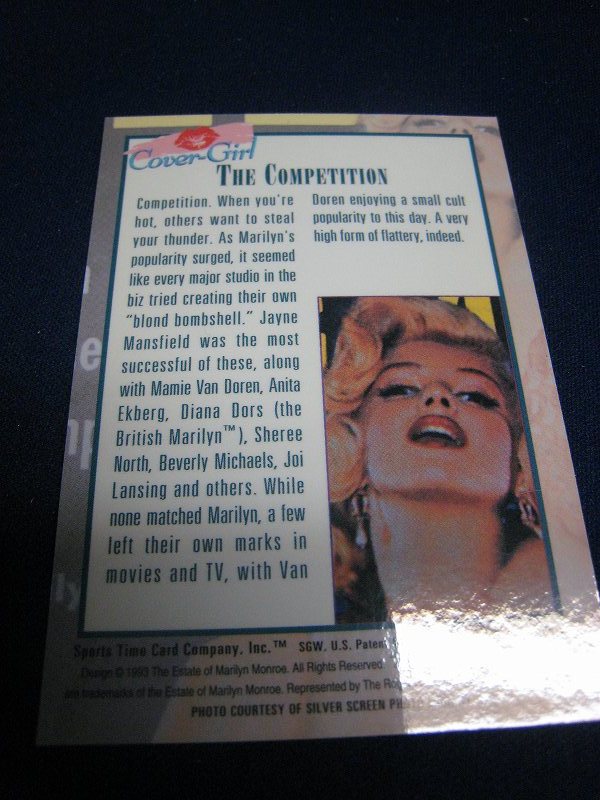 Cover-Girl
THE COMPETITION
Competition. When you're
hot, others want to steal
your thunder. As Marilyn's
popularity surged, it seemed
like every major studio in the
biz tried creating their own
"blond bombshell." Jayne
Mansfield was the most
successful of these, along
with Mamie Van Doren, Anita
Ekberg, Diana Dors (the
British Marilyn™), Sheree
North, Beverly Michaels, Joi
Lansing and others. While
none matched Marilyn, a few
left their own marks in
movies and TV, with Van
Doren enjoying a small cult
popularity to this day. A very
high form of flattery, indeed.
Sports Time Card Company, Inc.™ SGW, U.S.
Design © 1993 The Estate of Marilyn Monroe. All Rights Reserved.
are trademarks of the Estate of Marilyn Monroe. Represented by The
PHOTO COURTESY OF SILVER SCREEN